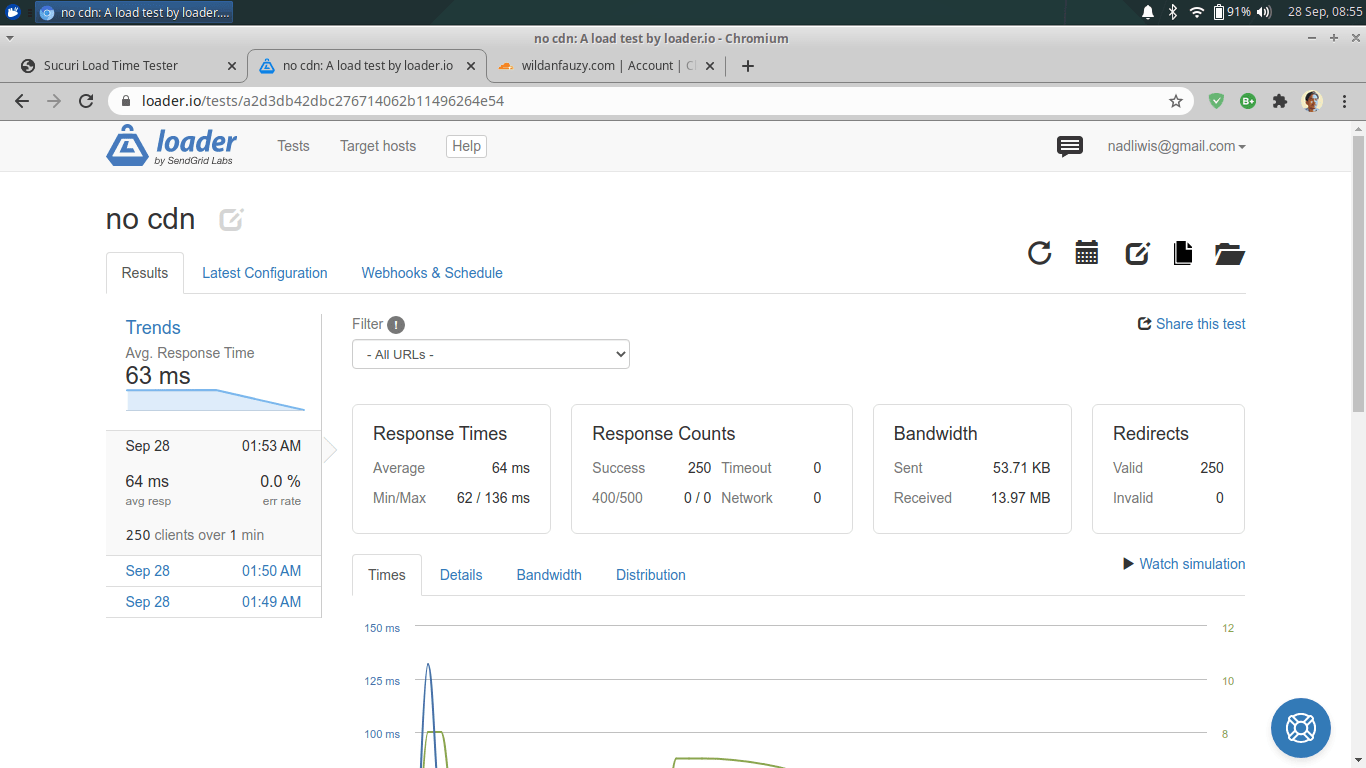 no cdn: A load test by loader....
91%
28 Sep, 08:55
no cdn: A load test by loader.io - Chromium
Sucuri Load Time Tester
no cdn: A load test by loader.io
wildanfauzy.com | Account |
loader.io/tests/a2d3db42dbc276714062b11496264e54
B+
loader
by SendGrid Labs
Tests
Target hosts
Help
nadliwis@gmail.com
no cdn
Results
Latest Configuration
Webhooks & Schedule
Trends
Avg. Response Time
63 ms
Sep 28 01:53 AM
64 ms 0.0 %
avg resp err rate
250 clients over 1 min
Sep 28 01:50 AM
Sep 28 01:49 AM
Filter !
Share this test
- All URLs -
Response Times
Average 64 ms
Min/Max 62 / 136 ms
Response Counts
Success 250 Timeout 0
400/500 0 / 0 Network 0
Bandwidth
Sent 53.71 KB
Received 13.97 MB
Redirects
Valid 250
Invalid 0
Watch simulation
Times
Details
Bandwidth
Distribution
150 ms 12
125 ms 10
100 ms 8